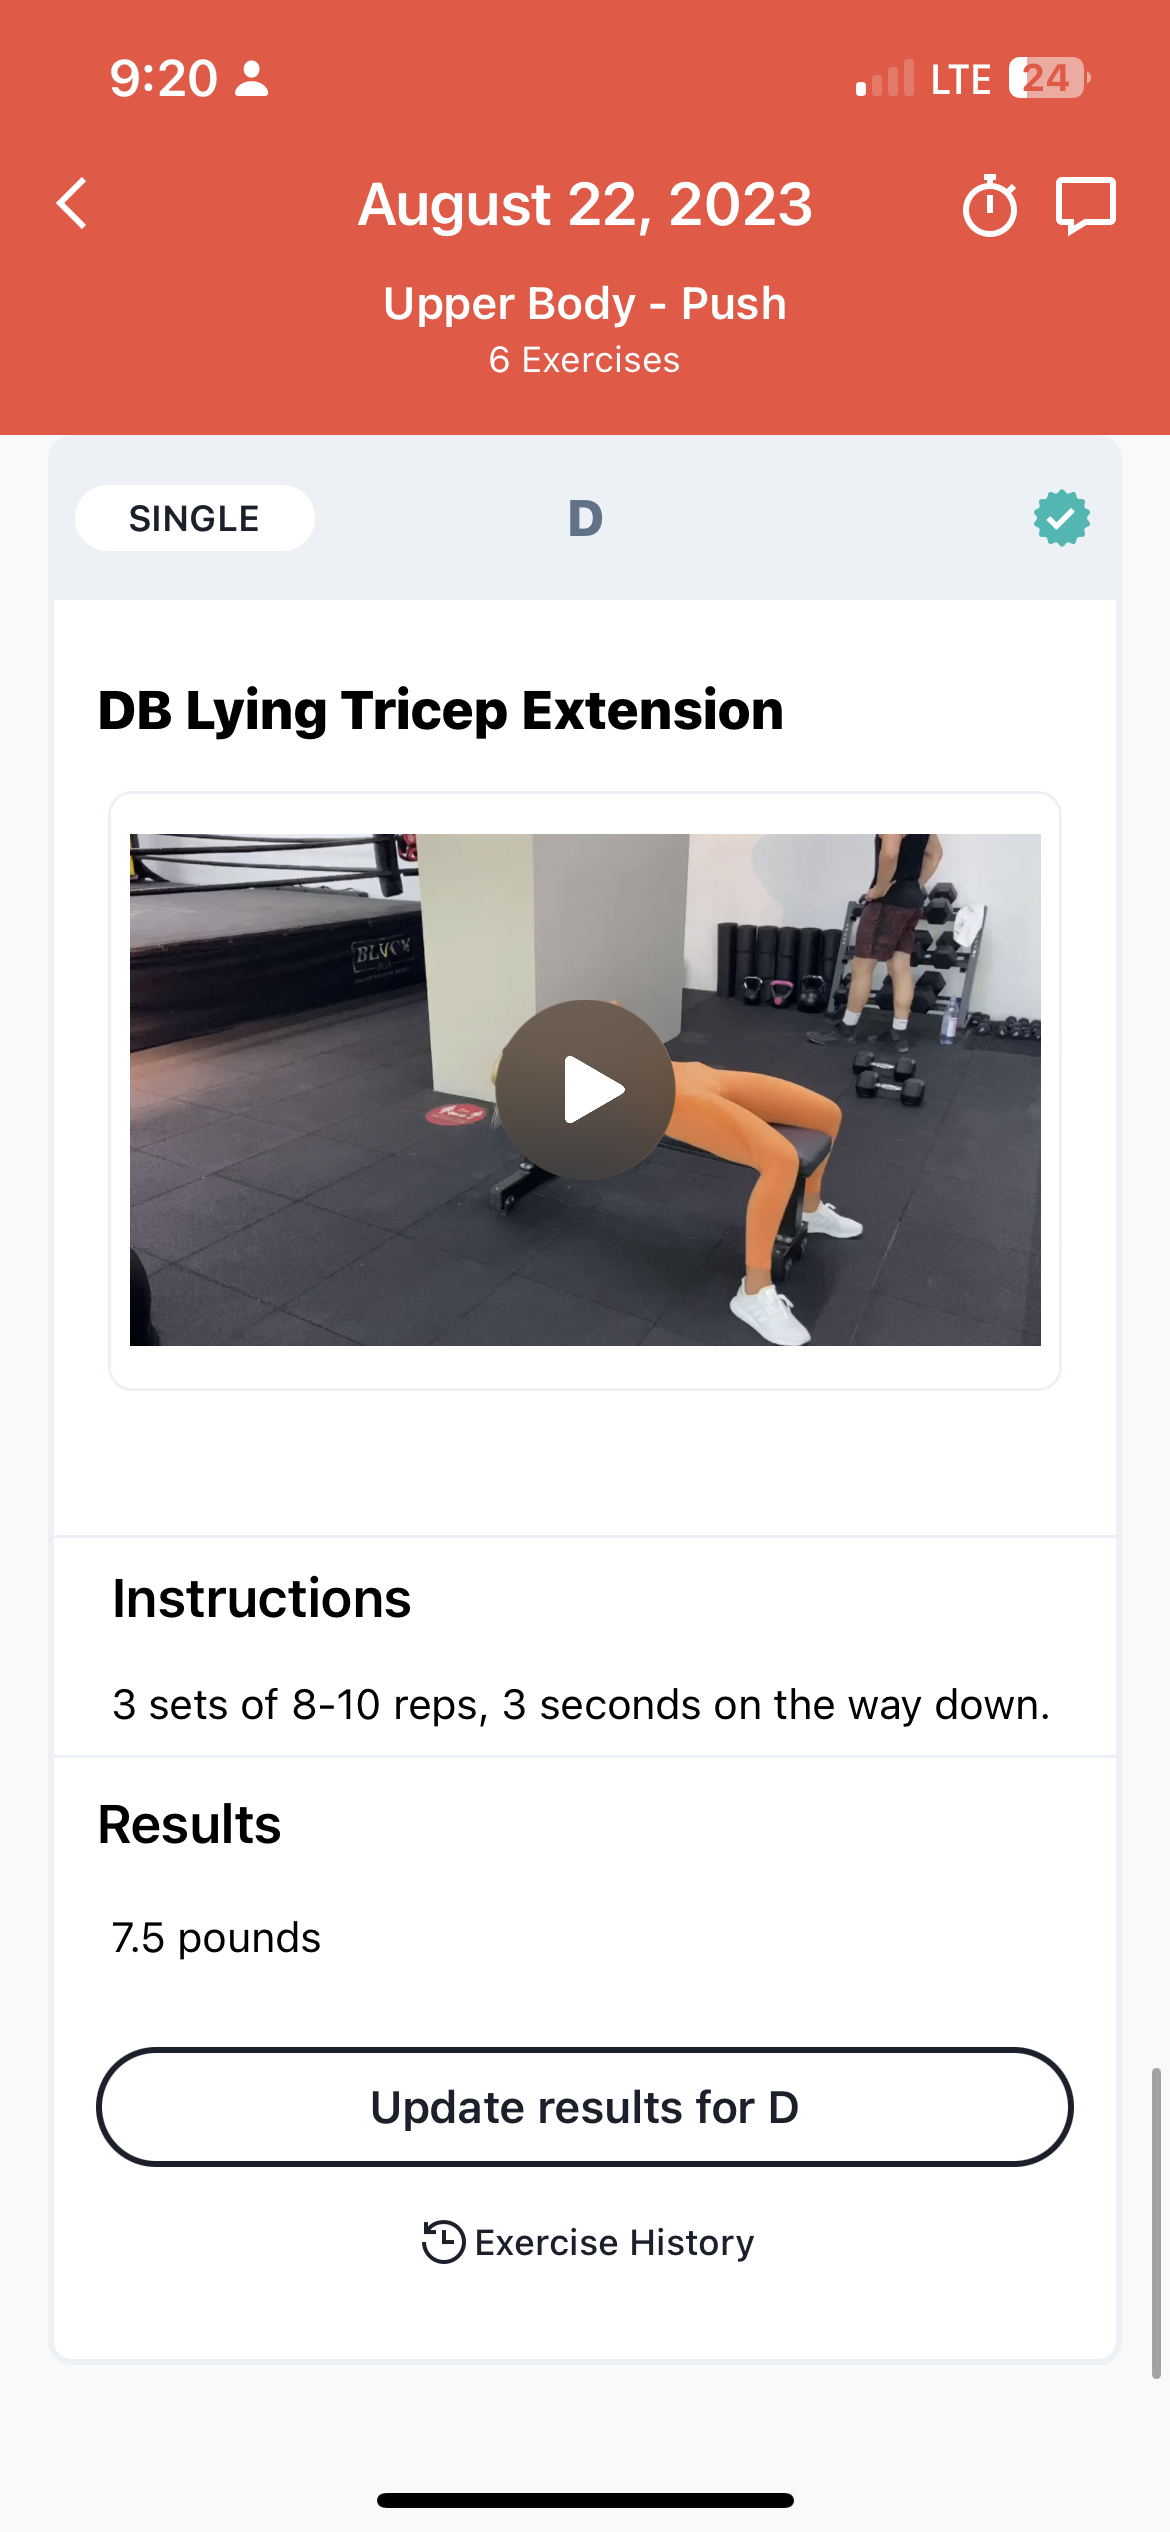 9:20
LTE 24
August 22, 2023
Upper Body - Push
6 Exercises
SINGLE
D
DB Lying Tricep Extension
BLVCK
Instructions
3 sets of 8-10 reps, 3 seconds on the way down.
Results
7.5 pounds
Update results for D
Exercise History